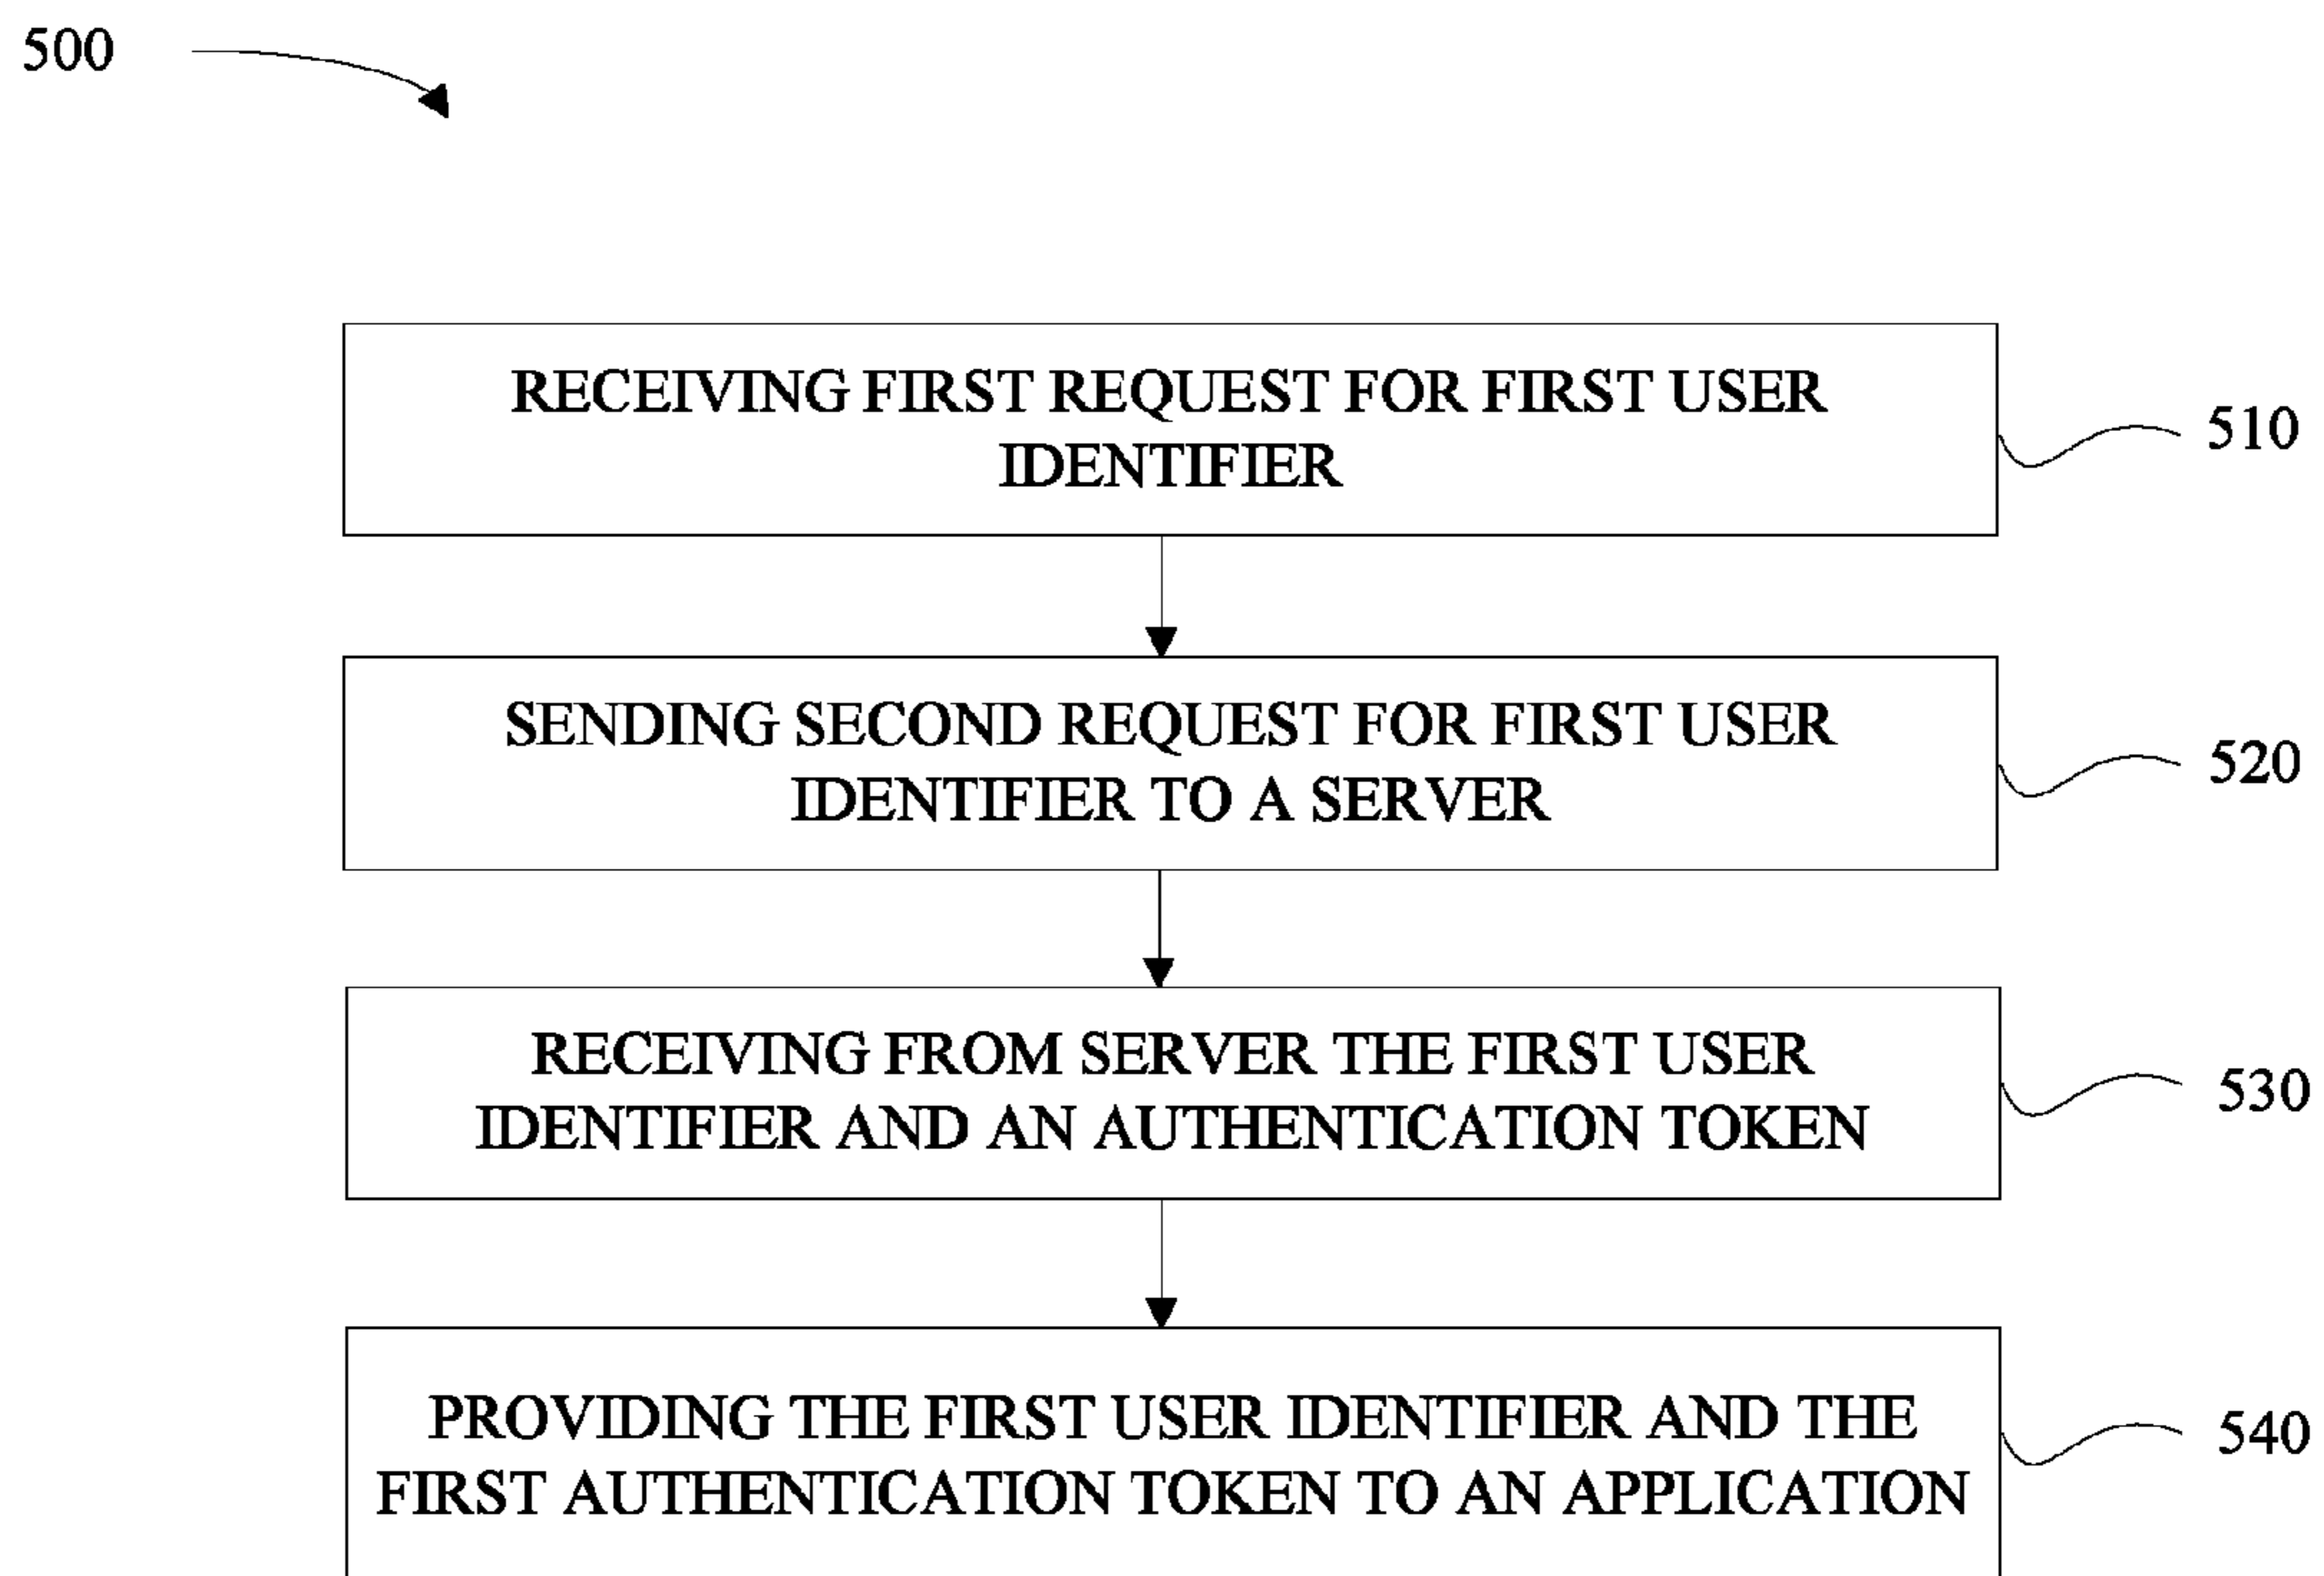 500
RECEIVING FIRST REQUEST FOR FIRST USER
IDENTIFIER
510
SENDING SECOND REQUEST FOR FIRST USER
IDENTIFIER TO A SERVER
520
RECEIVING FROM SERVER THE FIRST USER
IDENTIFIER AND AN AUTHENTICATION TOKEN
530
PROVIDING THE FIRST USER IDENTIFIER AND THE
FIRST AUTHENTICATION TOKEN TO AN APPLICATION
540